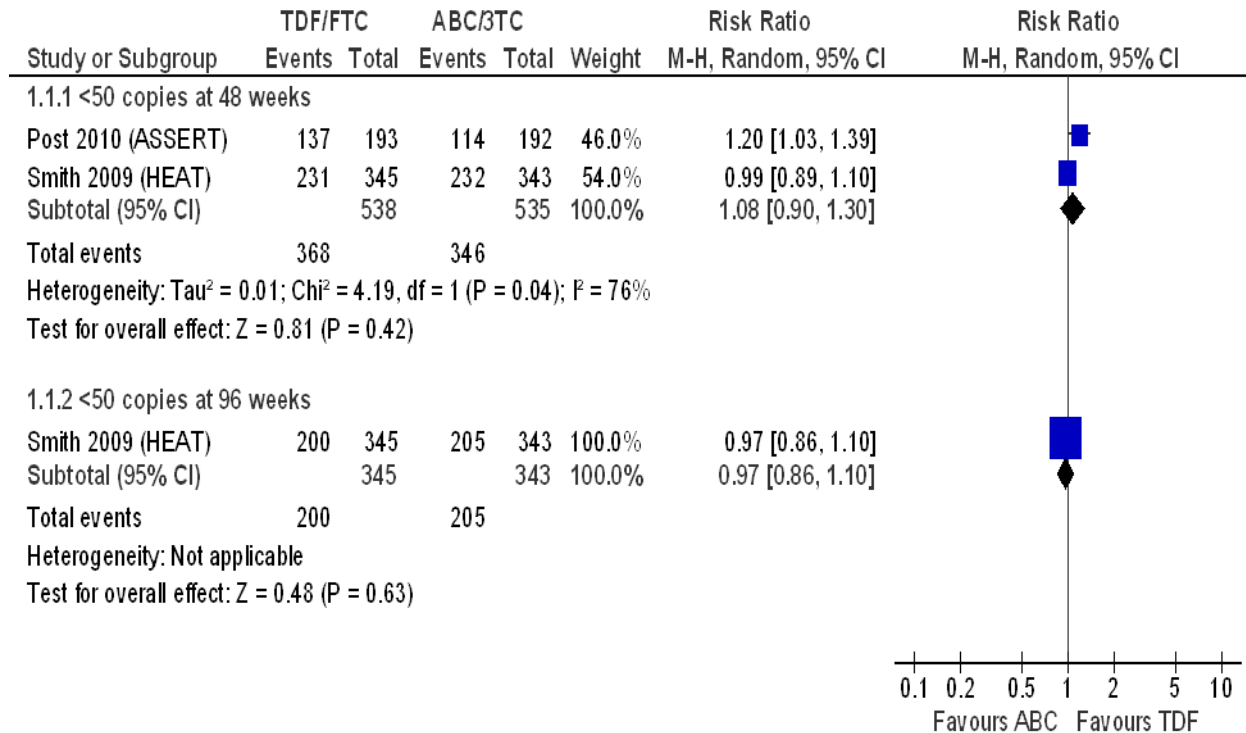 TDF/FTC ABC/3TC Risk Ratio Risk Ratio
Study or Subgroup Events Total Events Total Weight M-H, Random, 95% CI M-H, Random, 95% CI
1.1.1 <50 copies at 48 weeks
Post 2010 (ASSERT) 137 193 114 192 46.0% 1.20 [1.03, 1.39]
Smith 2009 (HEAT) 231 345 232 343 54.0% 0.99 [0.89, 1.10]
Subtotal (95% CI) 538 535 100.0% 1.08 [0.90, 1.30]
Total events 368 346
Heterogeneity: Tau² = 0.01; Chi² = 4.19, df = 1 (P = 0.04); I² = 76%
Test for overall effect: Z = 0.81 (P = 0.42)
1.1.2 <50 copies at 96 weeks
Smith 2009 (HEAT) 200 345 205 343 100.0% 0.97 [0.86, 1.10]
Subtotal (95% CI) 345 343 100.0% 0.97 [0.86, 1.10]
Total events 200 205
Heterogeneity: Not applicable
Test for overall effect: Z = 0.48 (P = 0.63)
0.1 0.2 0.5 1 2 5 10
Favours ABC Favours TDF